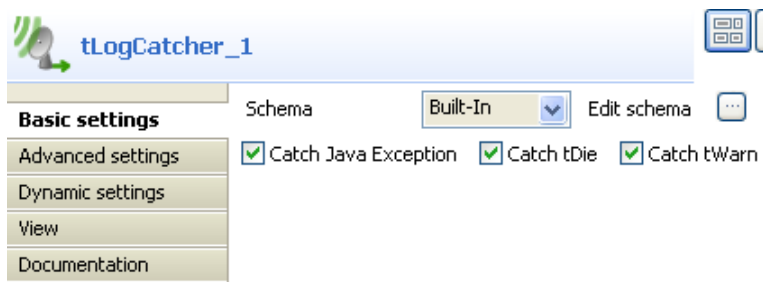 tLogCatcher_1
Basic settings
Schema Built-In Edit schema ...
Advanced settings
Catch Java Exception Catch tDie Catch tWarn
Dynamic settings
View
Documentation